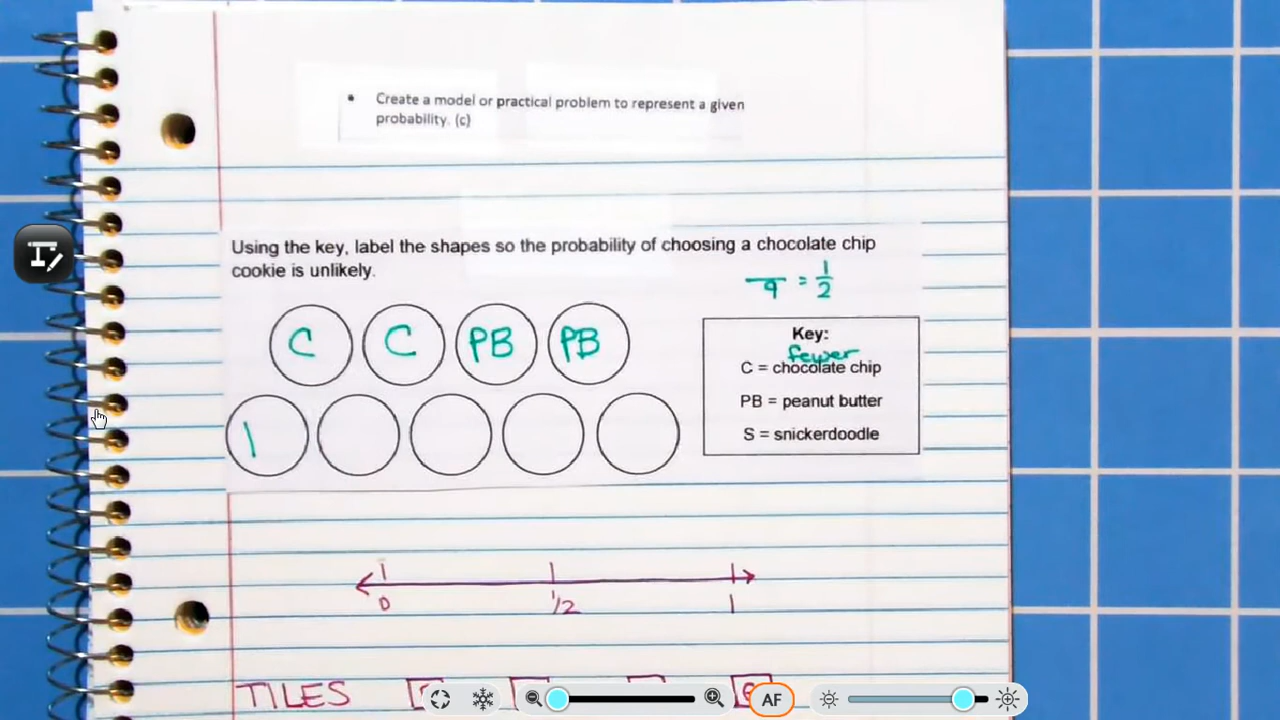 • Create a model or practical problem to represent a given
probability. (c)
Using the key, label the shapes so the probability of choosing a chocolate chip
cookie is unlikely.
/9 = 1/2
C C PB PB
Key:
fewer
C = chocolate chip
PB = peanut butter
S = snickerdoodle
0 1/2 1
TILES
AF